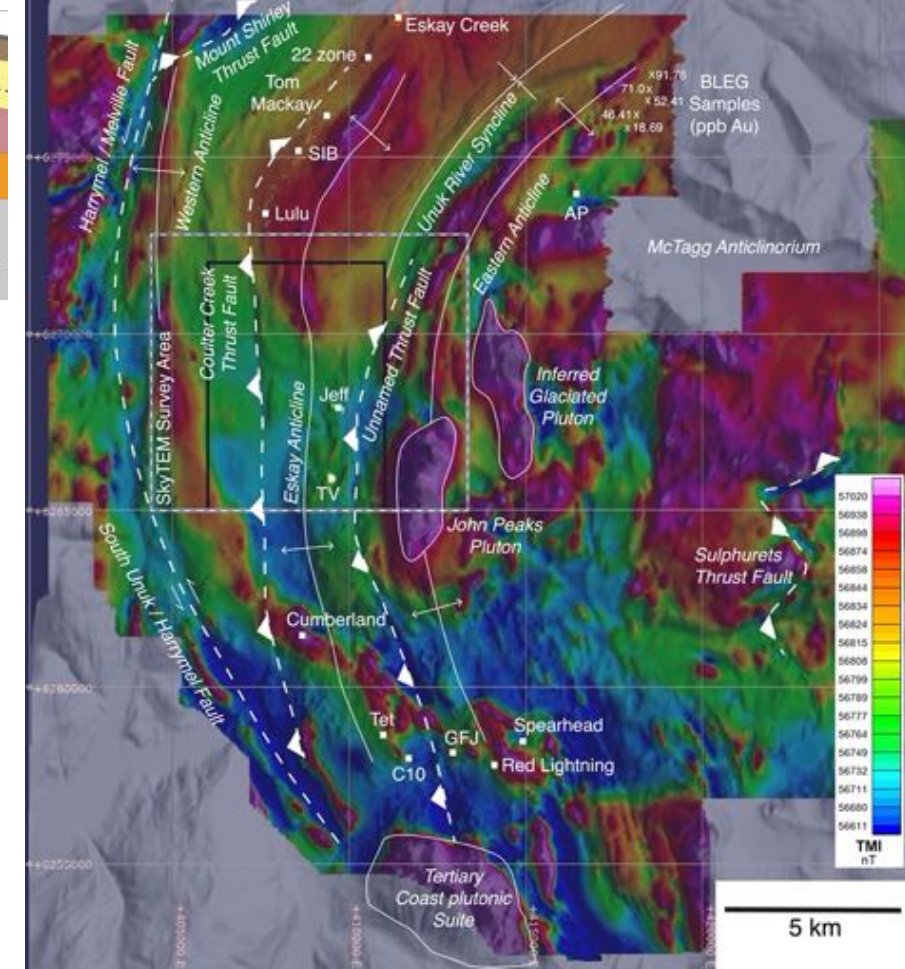 Eskay Creek
Mount Shirley
Thrust Fault
22 zone
Tom
Mackay
SIB
Lulu
Harrymel / Melville Fault
Western Anticline
Unuk River Syncline
x91.75
71.0x
x 52.41
46.41x
x18.69
BLEG
Samples
(ppb Au)
+6275000
AP
Eastern Anticline
McTagg Anticlinorium
Coulter Creek
Thrust Fault
SkyTEM Survey Area
+6270000
Unnamed Thrust Fault
Jeff
Eskay Anticline
TV
Inferred
Glaciated
Pluton
John Peaks
Pluton
Sulphurets
Thrust Fault
South Unuk / Harrymel Fault
Cumberland
Tet
C10
GFJ
Spearhead
Red Lightning
Tertiary
Coast plutonic
Suite
57020
56938
56898
56874
56858
56844
56834
56824
56815
56808
56799
56789
56777
56764
56749
56732
56711
56680
56611
TMI
nT
5 km